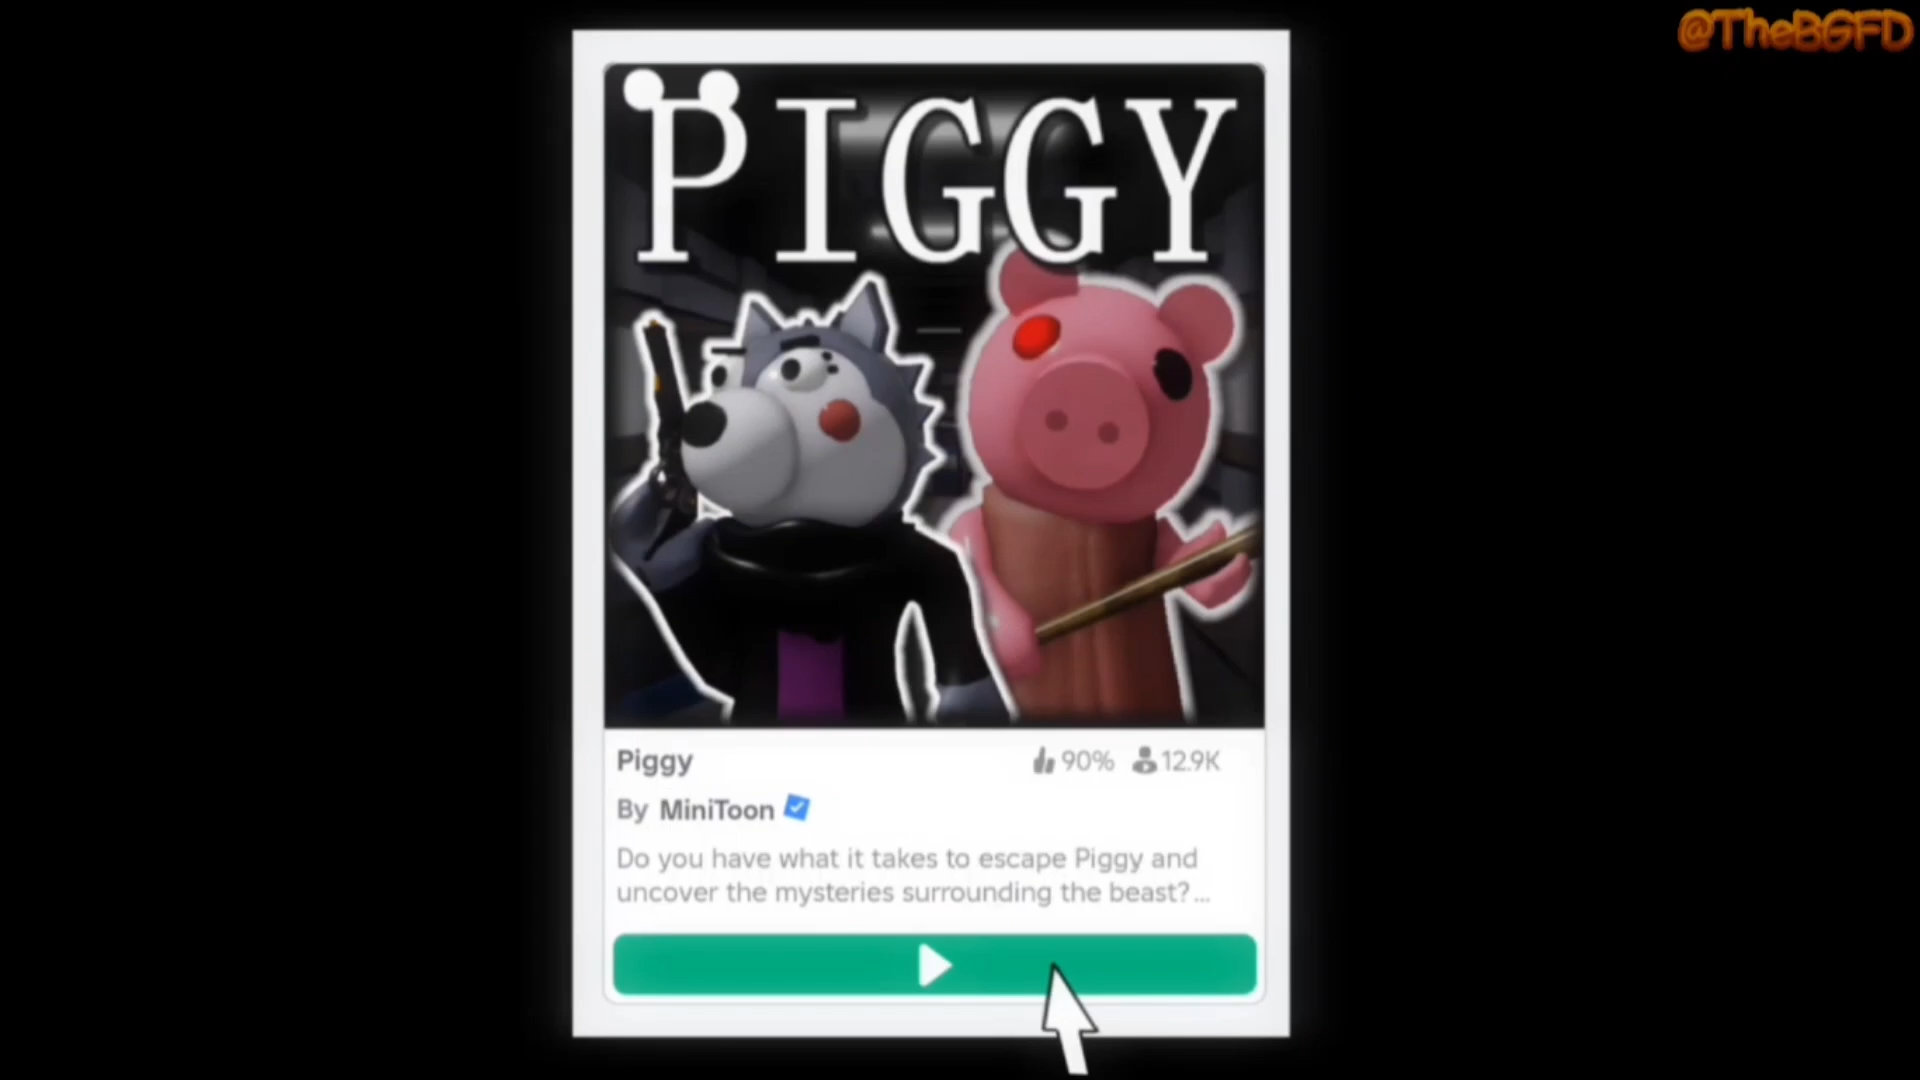 @TheBGFD
PIGGY
Piggy
90% 12.9K
By MiniToon
Do you have what it takes to escape Piggy and
uncover the mysteries surrounding the beast?...